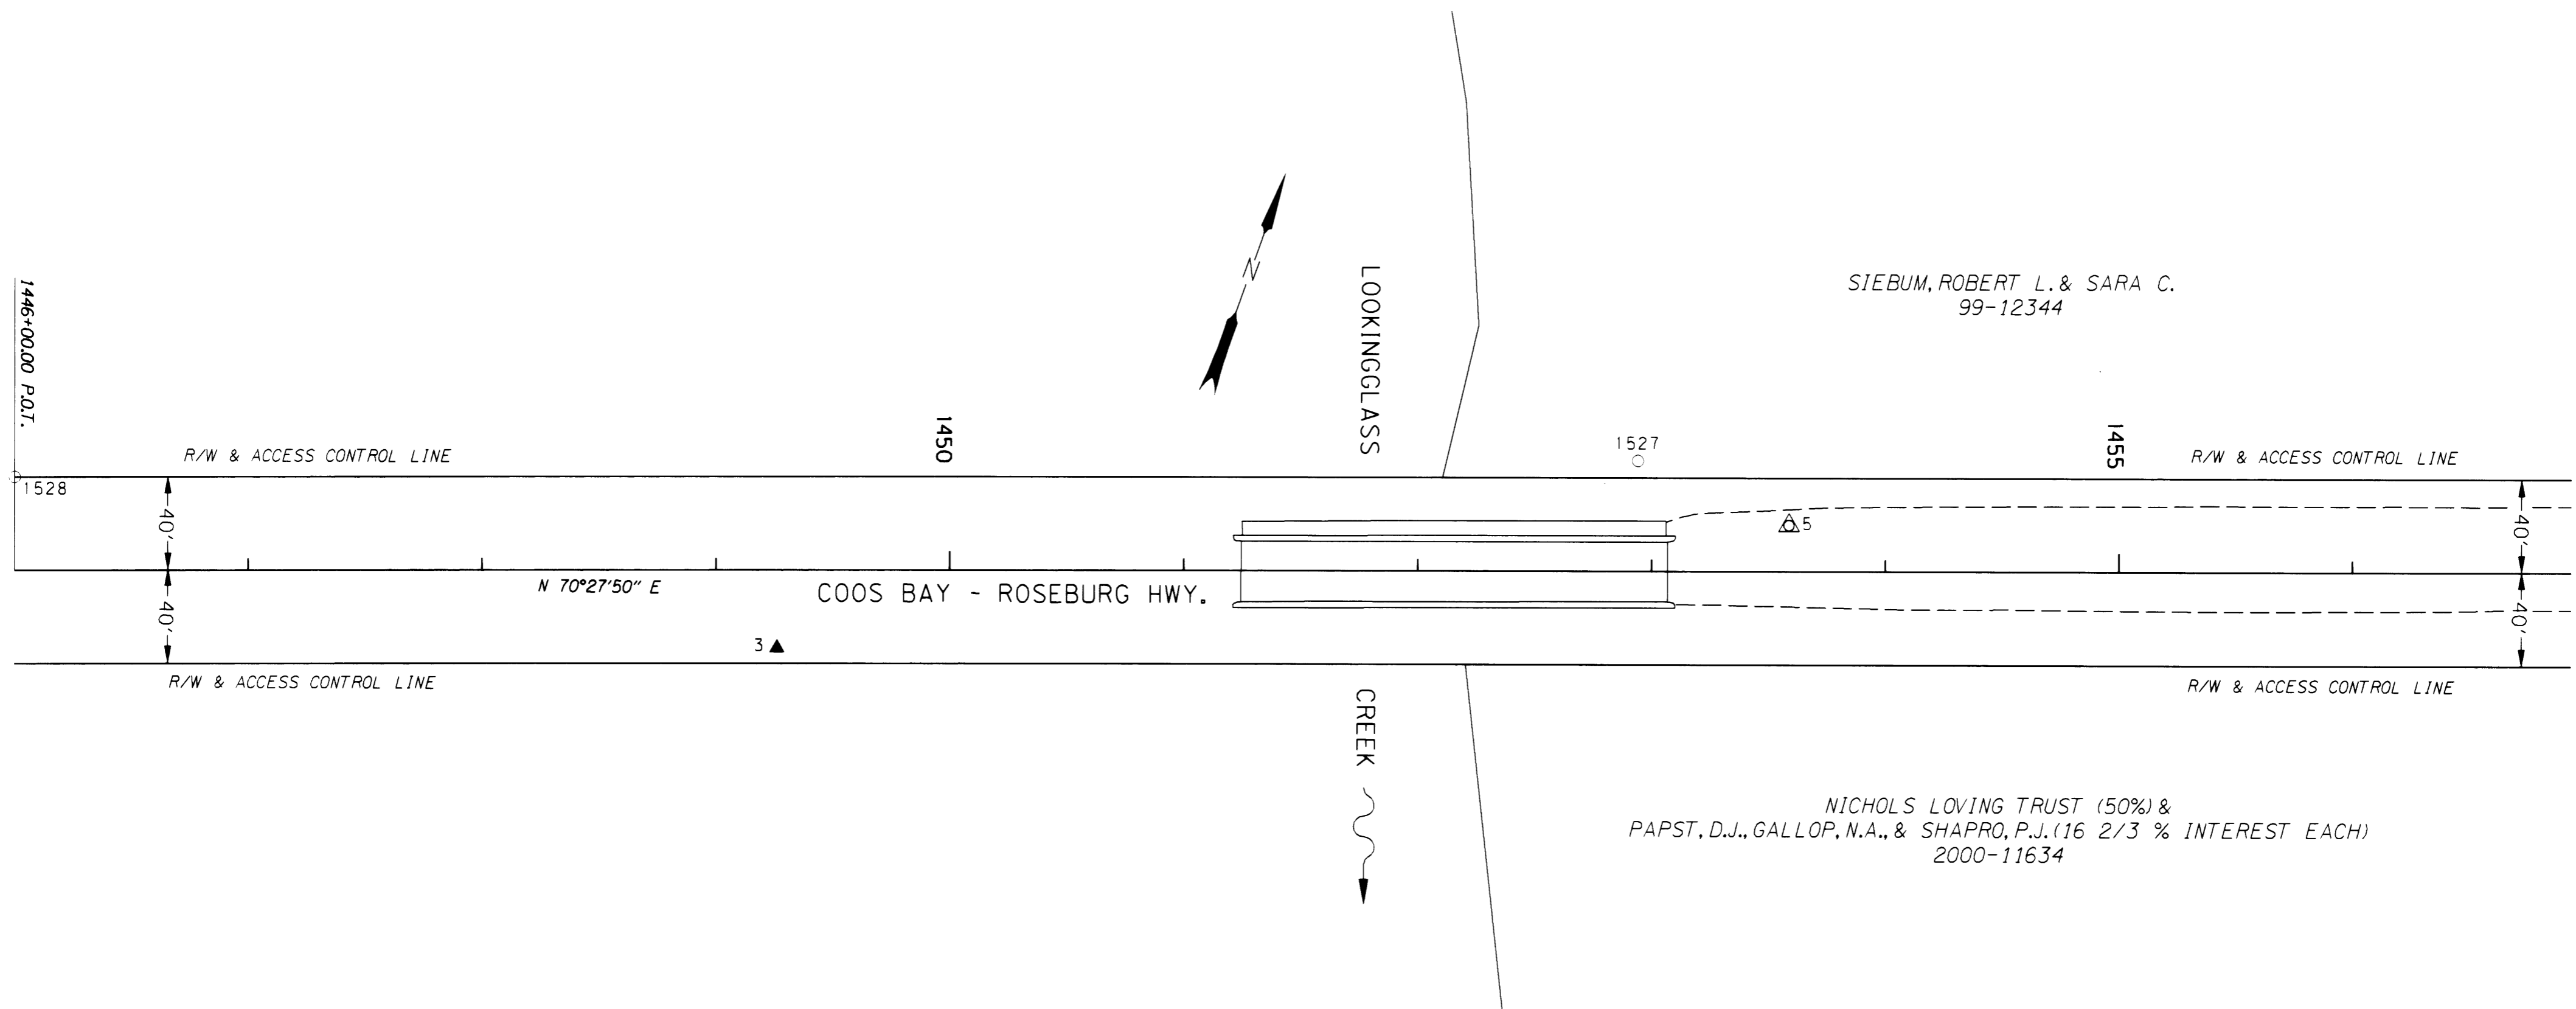 1446+00.00 P.O.T.
R/W & ACCESS CONTROL LINE
1528
40'
40'
N 70°27'50" E
R/W & ACCESS CONTROL LINE
3
1450
COOS BAY - ROSEBURG HWY.
N
LOOKINGGLASS
CREEK
1527
5
SIEBUM, ROBERT L. & SARA C.
99-12344
1455
R/W & ACCESS CONTROL LINE
40'
40'
R/W & ACCESS CONTROL LINE
NICHOLS LOVING TRUST (50%) &
PAPST, D.J., GALLOP, N.A., & SHAPRO, P.J. (16 2/3 % INTEREST EACH)
2000-11634